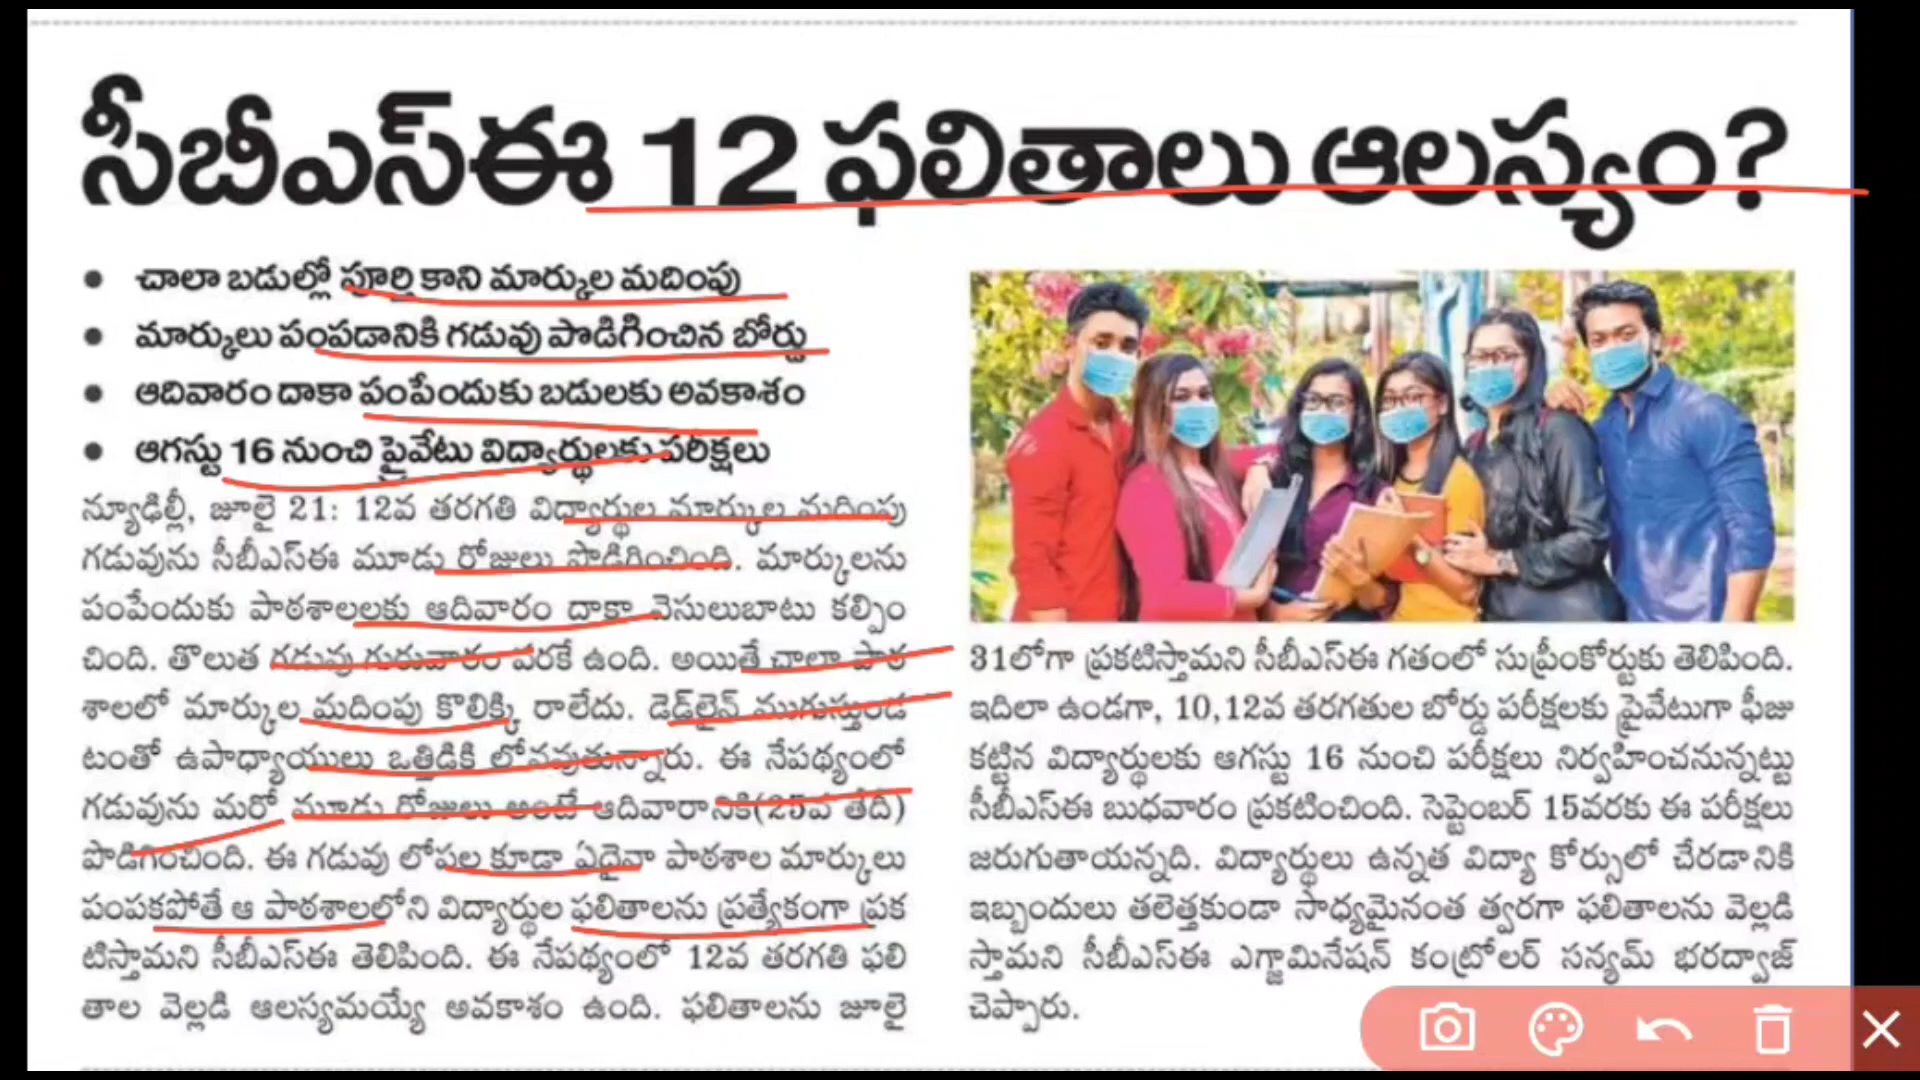 సీబీఎస్ఈ 12 ఫలితాలు ఆలస్యం?
• చాలా బడుల్లో పూర్తి కాని మార్కుల మదింపు
• మార్కులు పంపడానికి గడువు పొడిగించిన బోర్డు
• ఆదివారం దాకా పంపేందుకు బడులకు అవకాశం
• ఆగస్టు 16 నుంచి ప్రైవేటు విద్యార్థులకు పరీక్షలు
న్యూఢిల్లీ, జూలై 21: 12వ తరగతి విద్యార్థుల మార్కుల మదింపు
గడువును సీబీఎస్ఈ మూడు రోజులు పొడిగించింది. మార్కులను
పంపేందుకు పాఠశాలలకు ఆదివారం దాకా వెసులుబాటు కల్పిం
చింది. తొలుత గడువు గురువారం వరకే ఉంది. అయితే చాలా పాఠ
శాలలో మార్కుల మదింపు కొలిక్కి రాలేదు. డెడ్‌లైన్ ముగుస్తుండ
టంతో ఉపాధ్యాయులు ఒత్తిడికి లోనవుతున్నారు. ఈ నేపథ్యంలో
గడువును మరో మూడు రోజులు అంటే ఆదివారానికి(25వ తేదీ)
పొడిగించింది. ఈ గడువు లోపల కూడా ఏదైనా పాఠశాల మార్కులు
పంపకపోతే ఆ పాఠశాలలోని విద్యార్థుల ఫలితాలను ప్రత్యేకంగా ప్రక
టిస్తామని సీబీఎస్ఈ తెలిపింది. ఈ నేపథ్యంలో 12వ తరగతి ఫలి
తాల వెల్లడి ఆలస్యమయ్యే అవకాశం ఉంది. ఫలితాలను జూలై
31లోగా ప్రకటిస్తామని సీబీఎస్ఈ గతంలో సుప్రీంకోర్టుకు తెలిపింది.
ఇదిలా ఉండగా, 10,12వ తరగతుల బోర్డు పరీక్షలకు ప్రైవేటుగా ఫీజు
కట్టిన విద్యార్థులకు ఆగస్టు 16 నుంచి పరీక్షలు నిర్వహించనున్నట్టు
సీబీఎస్ఈ బుధవారం ప్రకటించింది. సెప్టెంబర్ 15వరకు ఈ పరీక్షలు
జరుగుతాయన్నది. విద్యార్థులు ఉన్నత విద్యా కోర్సులో చేరడానికి
ఇబ్బందులు తలెత్తకుండా సాధ్యమైనంత త్వరగా ఫలితాలను వెల్లడి
స్తామని సీబీఎస్ఈ ఎగ్జామినేషన్ కంట్రోలర్ సన్యమ్ భరద్వాజ్
చెప్పారు.